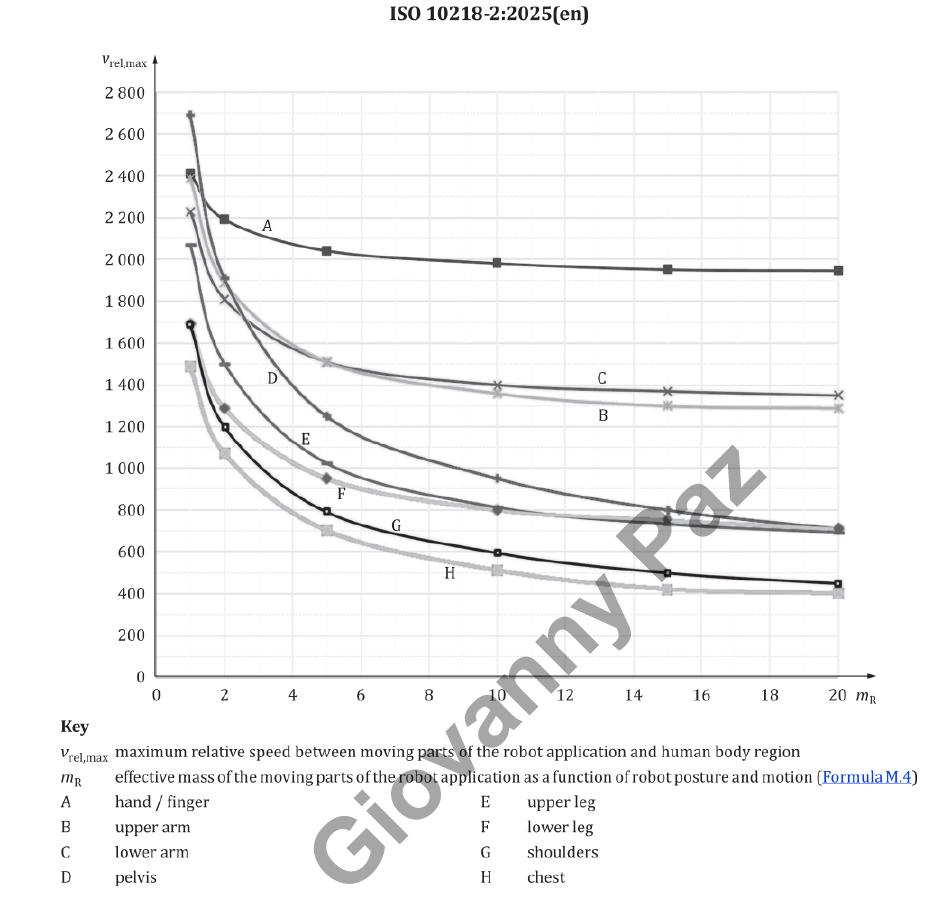 ISO 10218-2:2025(en)
vrel,max
2 800
2 600
2 400
2 200
2 000
1 800
1 600
1 400
1 200
1 000
800
600
400
200
0
A
B
C
D
E
F
G
H
0 2 4 6 8 10 12 14 16 18 20 mR
Key
vrel,max maximum relative speed between moving parts of the robot application and human body region
mR effective mass of the moving parts of the robot application as a function of robot posture and motion (Formula M.4)
A hand / finger E upper leg
B upper arm F lower leg
C lower arm G shoulders
D pelvis H chest
Giovanny Paz